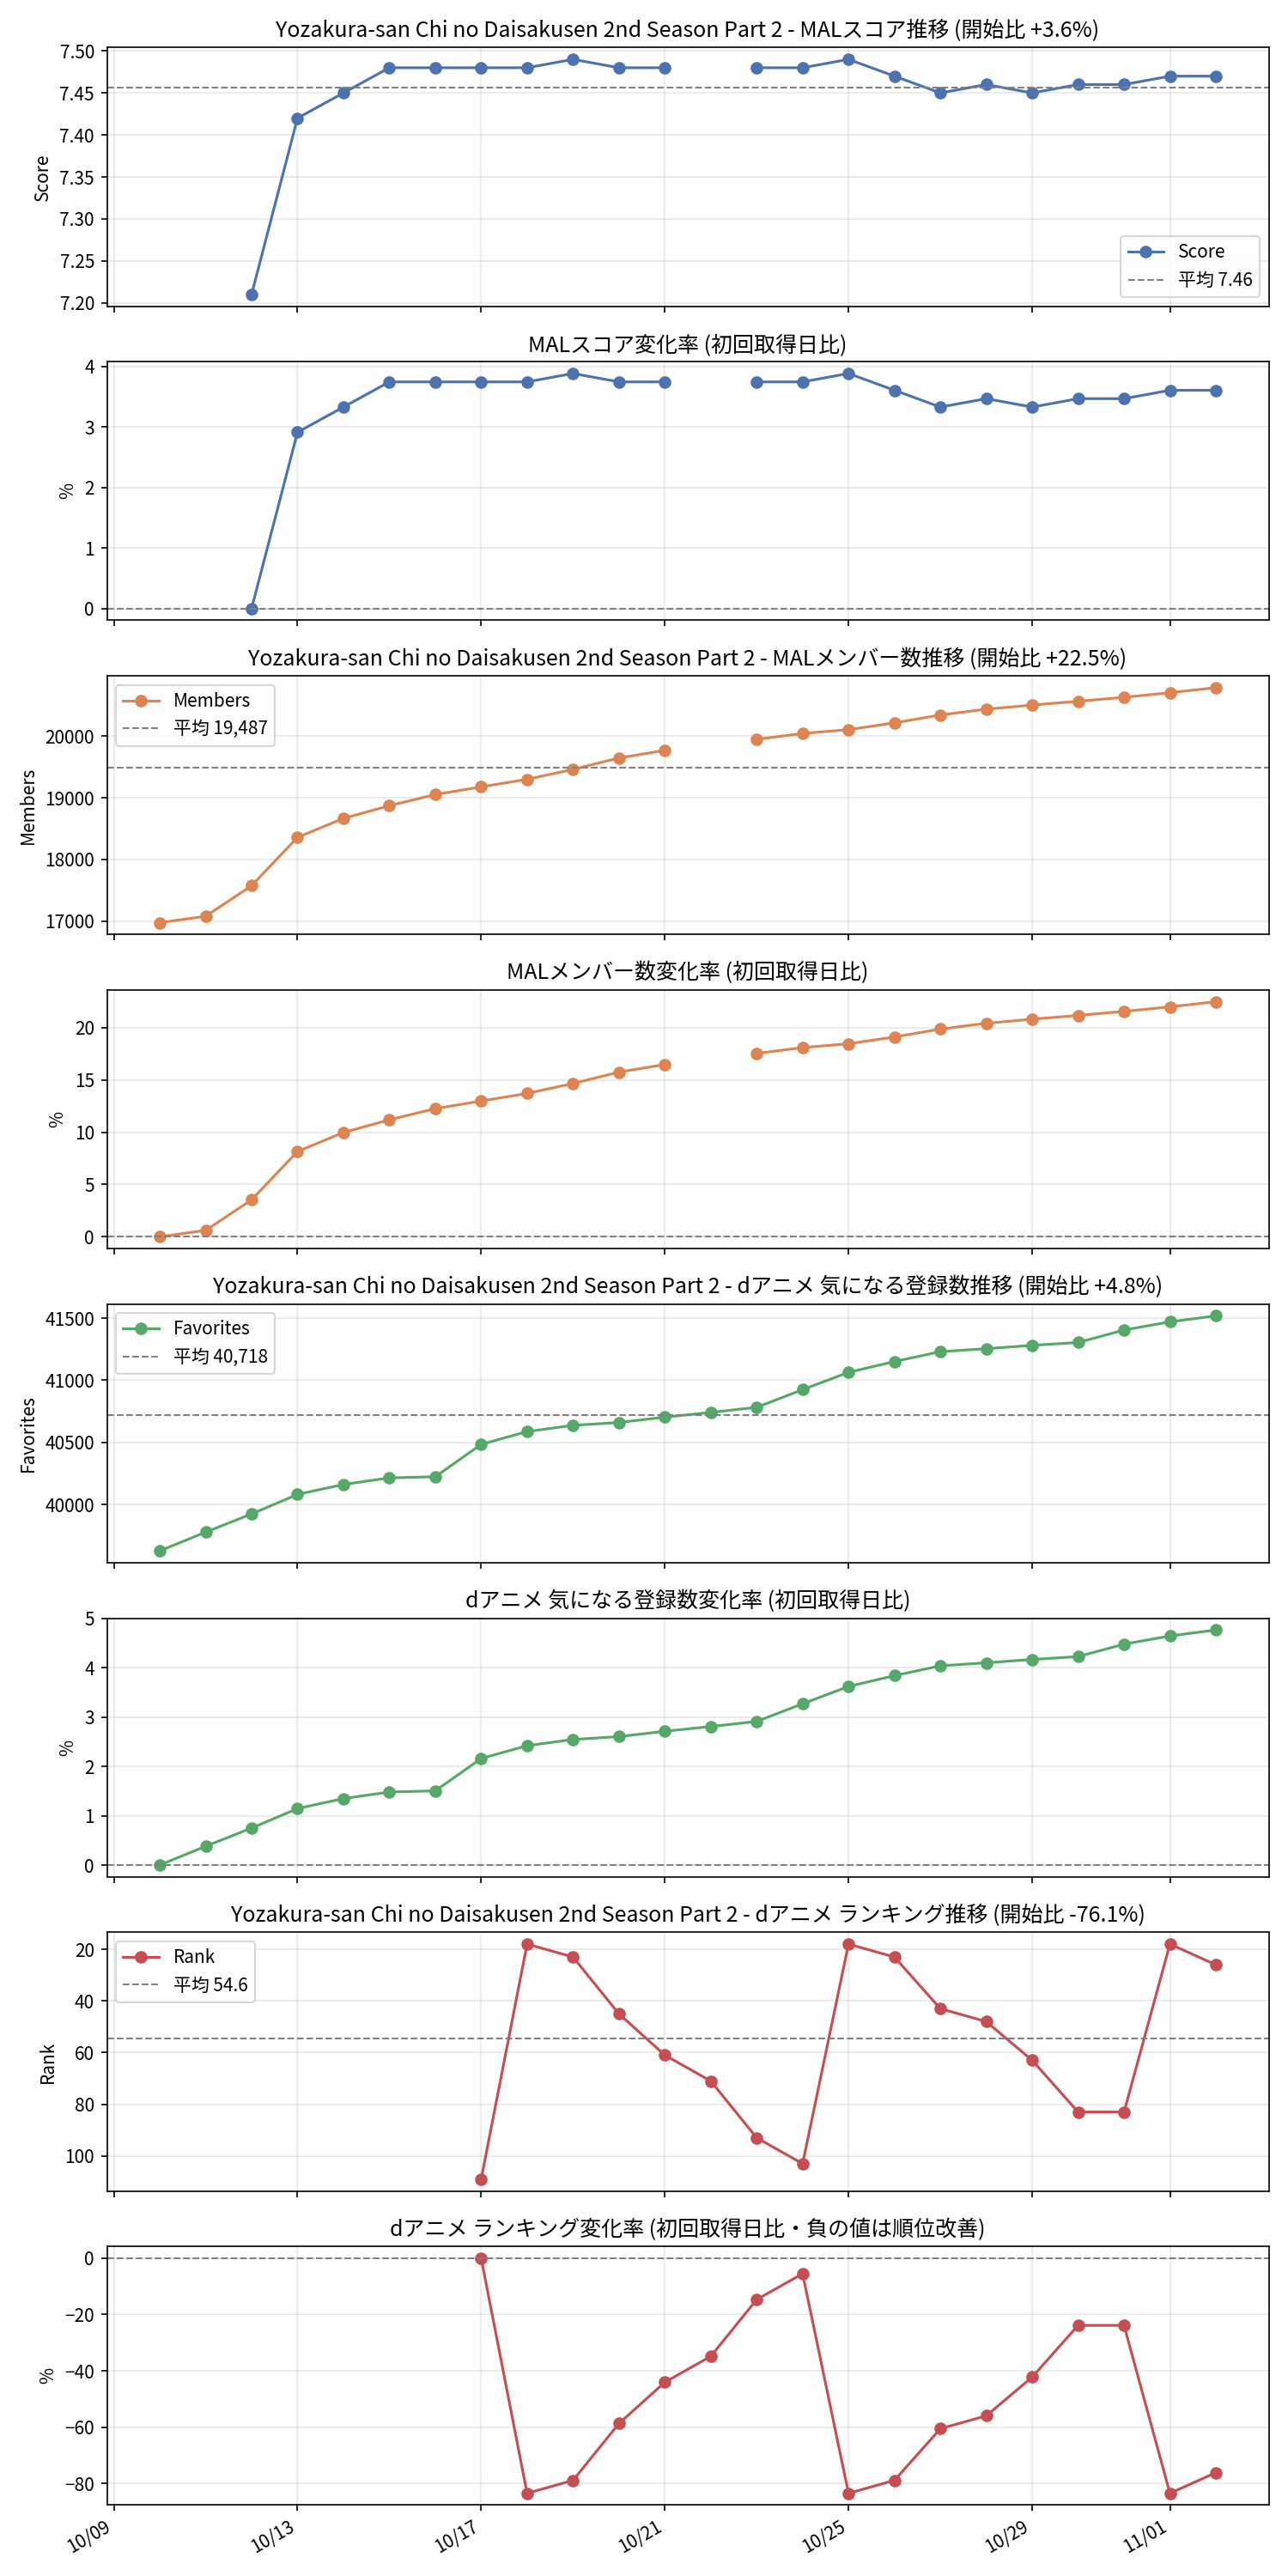 Yozakura-san Chi no Daisakusen 2nd Season Part 2 - MALスコア推移 (開始比 +3.6%)
7.50
7.45
7.40
7.35
7.30
7.25
7.20
Score
Score
平均 7.46
MALスコア変化率 (初回取得日比)
4
3
2
1
0
%
Yozakura-san Chi no Daisakusen 2nd Season Part 2 - MALメンバー数推移 (開始比 +22.5%)
Members
平均 19,487
20000
19000
18000
17000
Members
MALメンバー数変化率 (初回取得日比)
20
15
10
5
0
%
Yozakura-san Chi no Daisakusen 2nd Season Part 2 - dアニメ 気になる登録数推移 (開始比 +4.8%)
Favorites
平均 40,718
41500
41000
40500
40000
Favorites
dアニメ 気になる登録数変化率 (初回取得日比)
5
4
3
2
1
0
%
Yozakura-san Chi no Daisakusen 2nd Season Part 2 - dアニメ ランキング推移 (開始比 -76.1%)
Rank
平均 54.6
20
40
60
80
100
Rank
dアニメ ランキング変化率 (初回取得日比・負の値は順位改善)
0
−20
−40
−60
−80
%
10/09
10/13
10/17
10/21
10/25
10/29
11/01